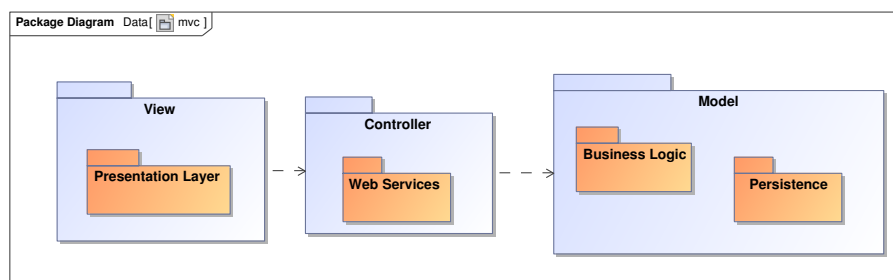 Package Diagram Data[ mvc ]
View
Presentation Layer
Controller
Web Services
Model
Business Logic
Persistence